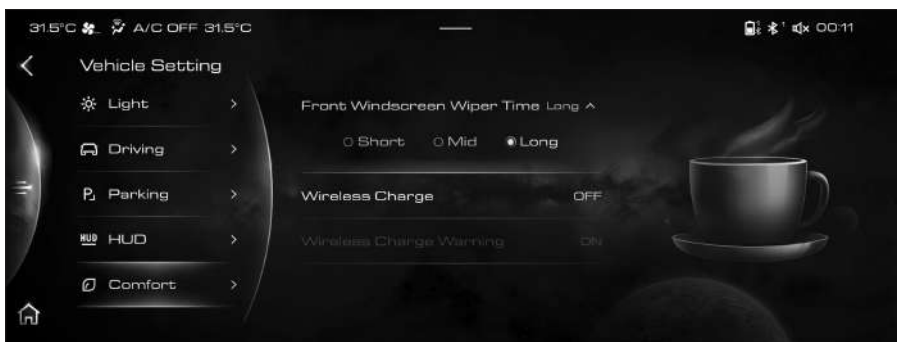 31.5°C A/C OFF 31.5°C 00:11
Vehicle Setting
Light
Driving
P Parking
HUD HUD
Comfort
Front Windscreen Wiper Time Long
Short Mid Long
Wireless Charge OFF
Wireless Charge Warning ON